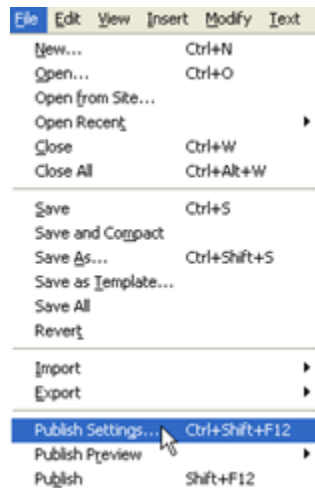 File Edit View Insert Modify Text
New... Ctrl+N
Open... Ctrl+O
Open from Site...
Open Recent
Close Ctrl+W
Close All Ctrl+Alt+W
Save Ctrl+S
Save and Compact
Save As... Ctrl+Shift+S
Save as Template...
Save All
Revert
Import
Export
Publish Settings... Ctrl+Shift+F12
Publish Preview
Publish Shift+F12